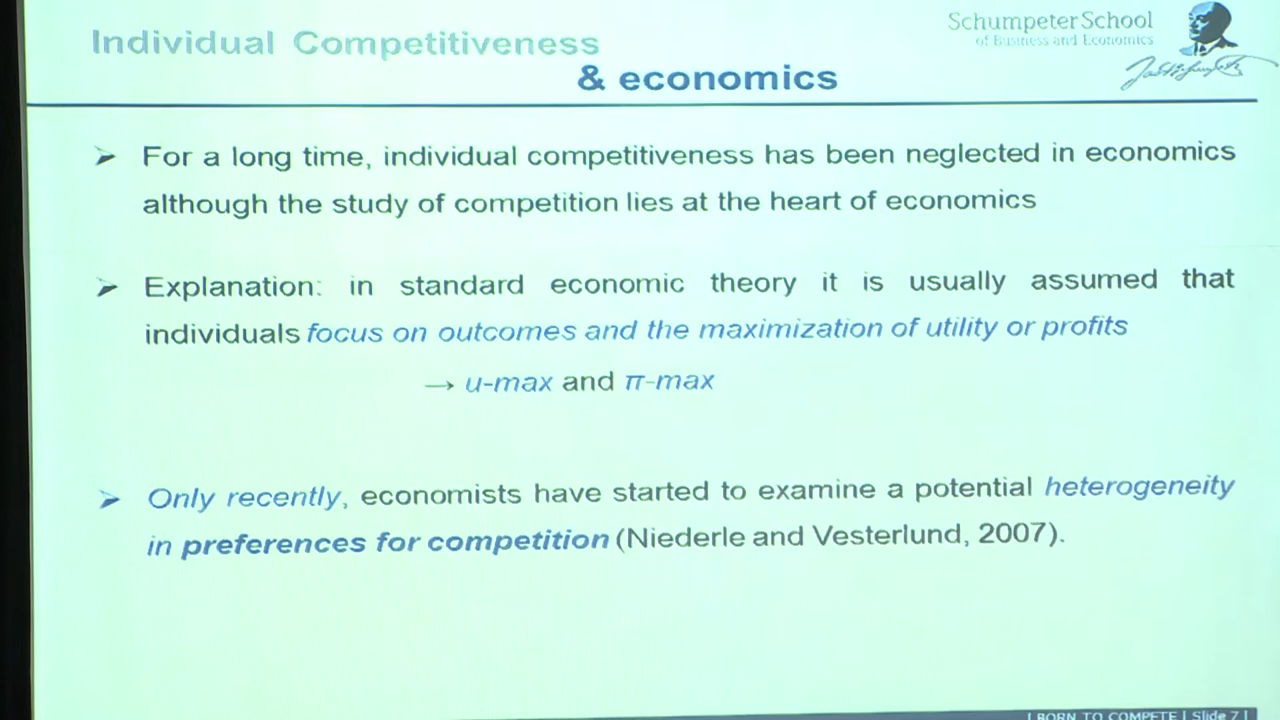 Individual Competitiveness
& economics
Schumpeter School
of Business and Economics
➤ For a long time, individual competitiveness has been neglected in economics
although the study of competition lies at the heart of economics
➤ Explanation: in standard economic theory it is usually assumed that
individuals focus on outcomes and the maximization of utility or profits
→ u-max and π-max
➤ Only recently, economists have started to examine a potential heterogeneity
in preferences for competition (Niederle and Vesterlund, 2007).
| BORN TO COMPETE | Slide 7 |